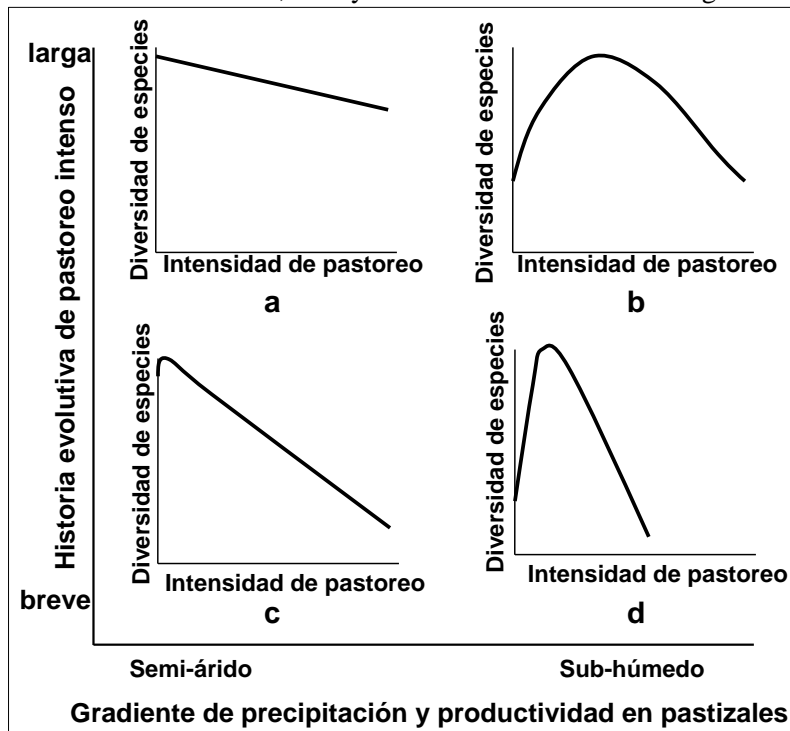 larga
Historia evolutiva de pastoreo intenso
breve
Diversidad de especies
Intensidad de pastoreo
a
Diversidad de especies
Intensidad de pastoreo
b
Diversidad de especies
Intensidad de pastoreo
c
Diversidad de especies
Intensidad de pastoreo
d
Semi-árido
Sub-húmedo
Gradiente de precipitación y productividad en pastizales